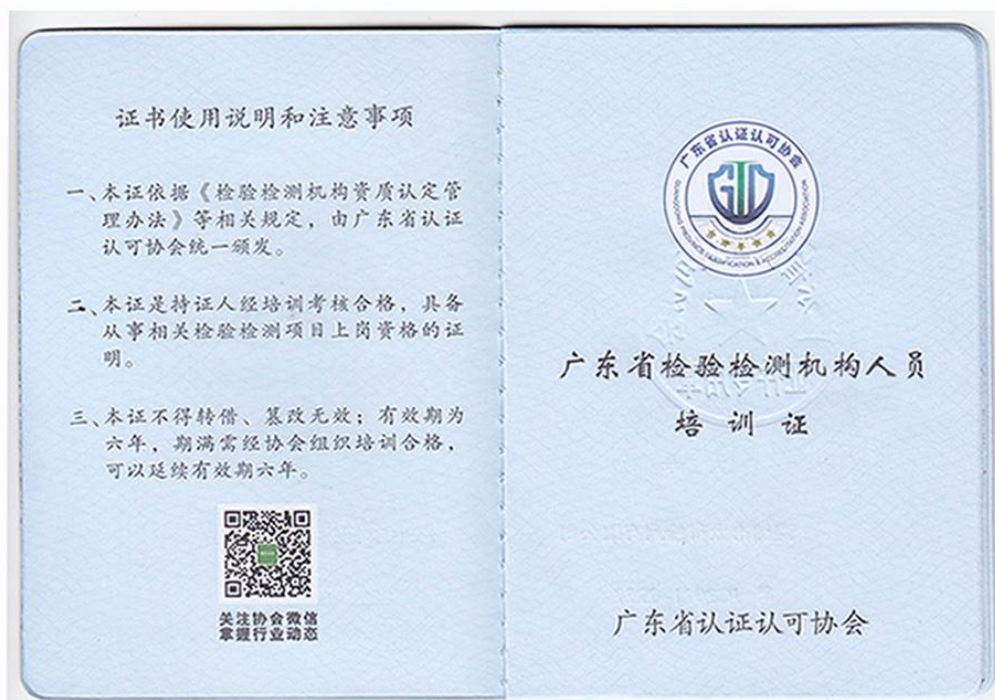 证书使用说明和注意事项
一、本证依据《检验检测机构资质认定管
理办法》等相关规定，由广东省认证
认可协会统一颁发。
二、本证是持证人经培训考核合格，具备
从事相关检验检测项目上岗资格的证
明。
三、本证不得转借、篡改无效；有效期为
六年，期满需经协会组织培训合格，
可以延续有效期六年。
关注协会微信
掌握行业动态
广东省认证认可协会
GTD
GUANGDONG PROVINCE CERTIFICATION & ACCREDITATION ASSOCIATION
广东省检验检测机构人员
培训证
广东省认证认可协会